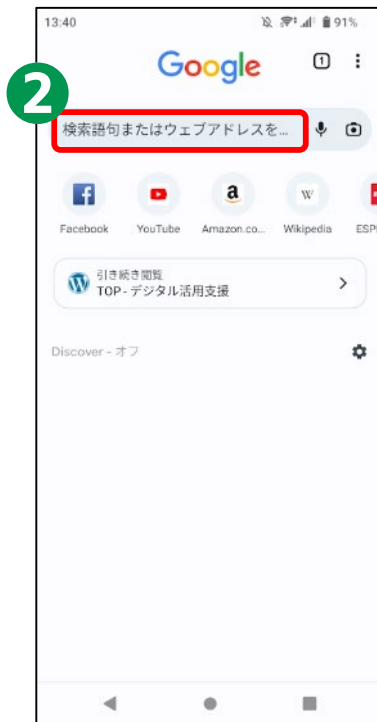 13:40 91%
Google 1
2
検索語句またはウェブアドレスを...
f a W
Facebook YouTube Amazon.co... Wikipedia ESP
引き続き閲覧
TOP - デジタル活用支援
Discover - オフ